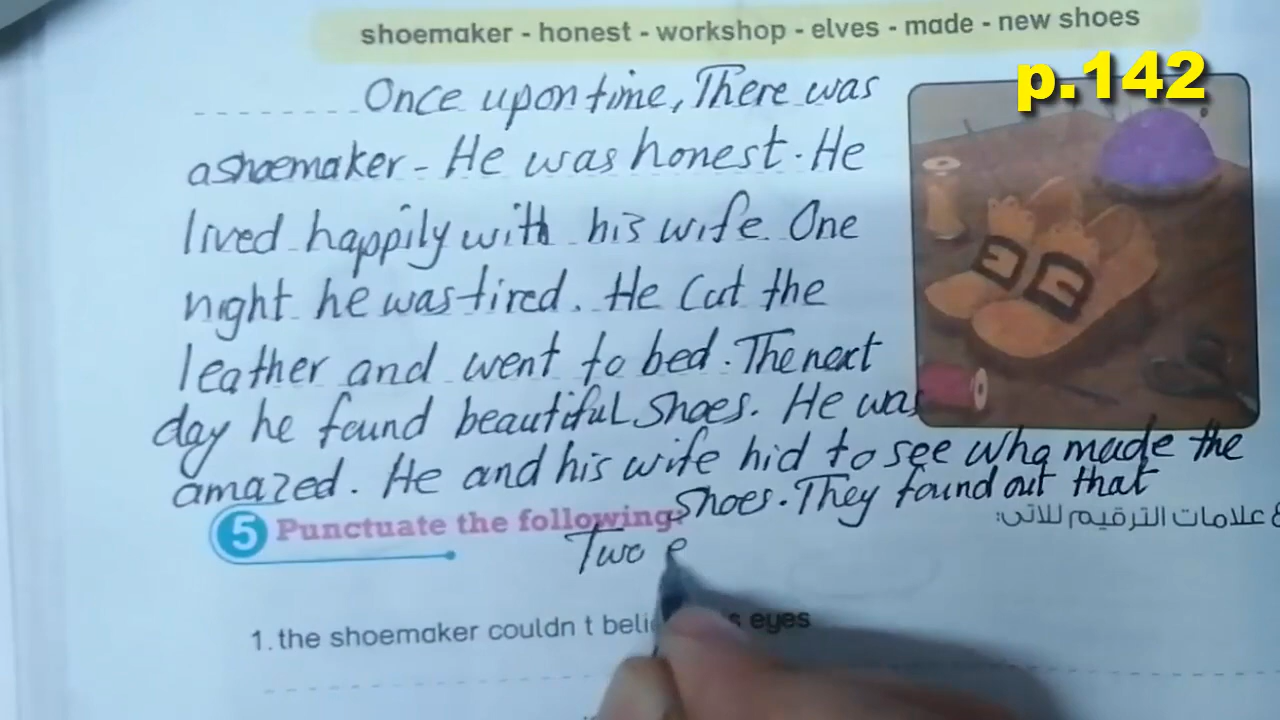 shoemaker - honest - workshop - elves - made - new shoes
p.142
Once upon time, There was
a shoemaker - He was honest. He
lived happily with his wife. One
night he was tired. He Cut the
leather and went to bed. The next
day he found beautiful Shoes. He was
amazed. He and his wife hid to see who made the
Shoes. They found out that
5 Punctuate the following:
علامات الترقيم للآتى:
Two e
1. the shoemaker couldn t beli s eyes